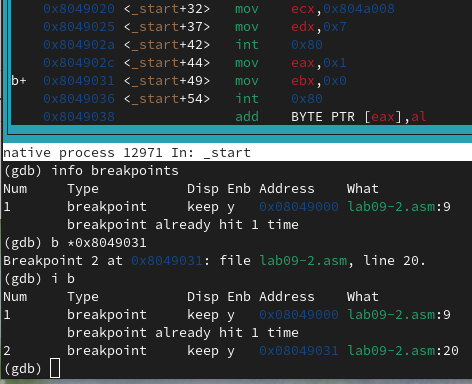 0x8049020 <_start+32> mov ecx,0x804a008
0x8049025 <_start+37> mov edx,0x7
0x804902a <_start+42> int 0x80
0x804902c <_start+44> mov eax,0x1
b+ 0x8049031 <_start+49> mov ebx,0x0
0x8049036 <_start+54> int 0x80
0x8049038 add BYTE PTR [eax],al
native process 12971 In: _start
(gdb) info breakpoints
Num Type Disp Enb Address What
1 breakpoint keep y 0x08049000 lab09-2.asm:9
breakpoint already hit 1 time
(gdb) b *0x8049031
Breakpoint 2 at 0x8049031: file lab09-2.asm, line 20.
(gdb) i b
Num Type Disp Enb Address What
1 breakpoint keep y 0x08049000 lab09-2.asm:9
breakpoint already hit 1 time
2 breakpoint keep y 0x08049031 lab09-2.asm:20
(gdb)